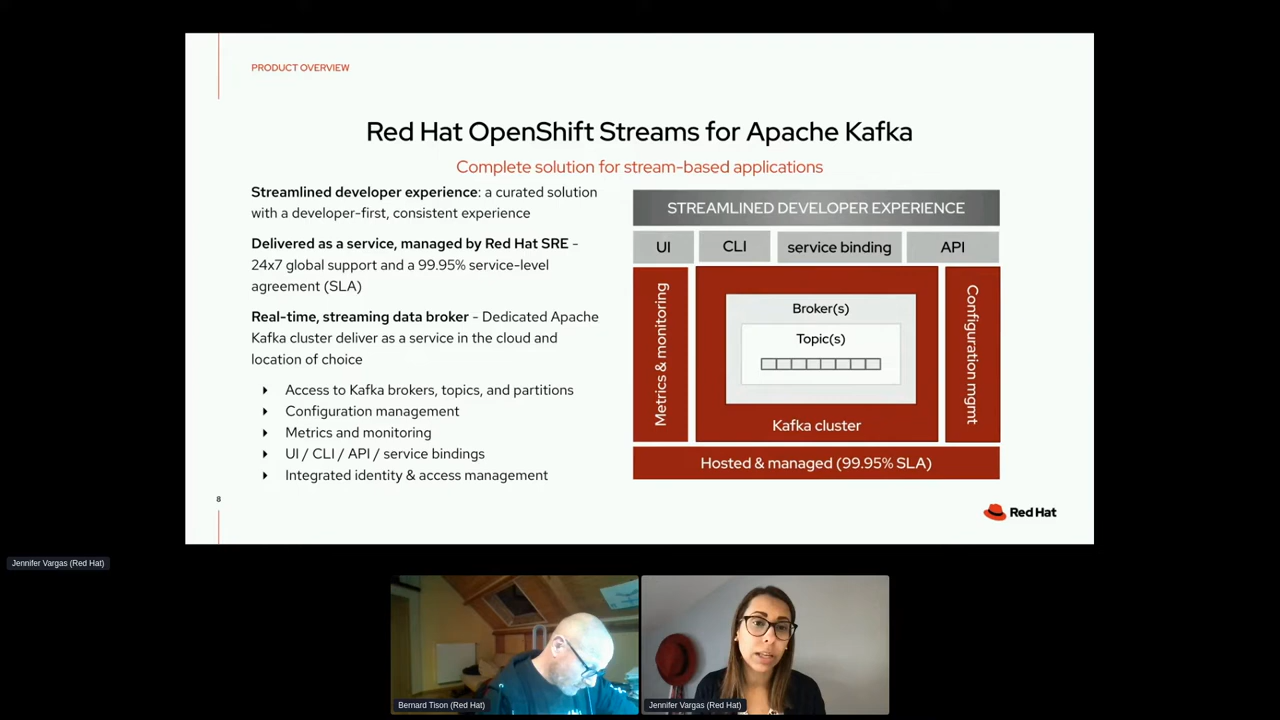 PRODUCT OVERVIEW
Red Hat OpenShift Streams for Apache Kafka
Complete solution for stream-based applications
Streamlined developer experience: a curated solution
with a developer-first, consistent experience
Delivered as a service, managed by Red Hat SRE -
24x7 global support and a 99.95% service-level
agreement (SLA)
Real-time, streaming data broker - Dedicated Apache
Kafka cluster deliver as a service in the cloud and
location of choice
Access to Kafka brokers, topics, and partitions
Configuration management
Metrics and monitoring
UI / CLI / API / service bindings
Integrated identity & access management
STREAMLINED DEVELOPER EXPERIENCE
UI
CLI
service binding
API
Metrics & monitoring
Broker(s)
Topic(s)
Kafka cluster
Configuration mgmt
Hosted & managed (99.95% SLA)
8
Red Hat
Jennifer Vargas (Red Hat)
Bernard Tison (Red Hat)
Jennifer Vargas (Red Hat)